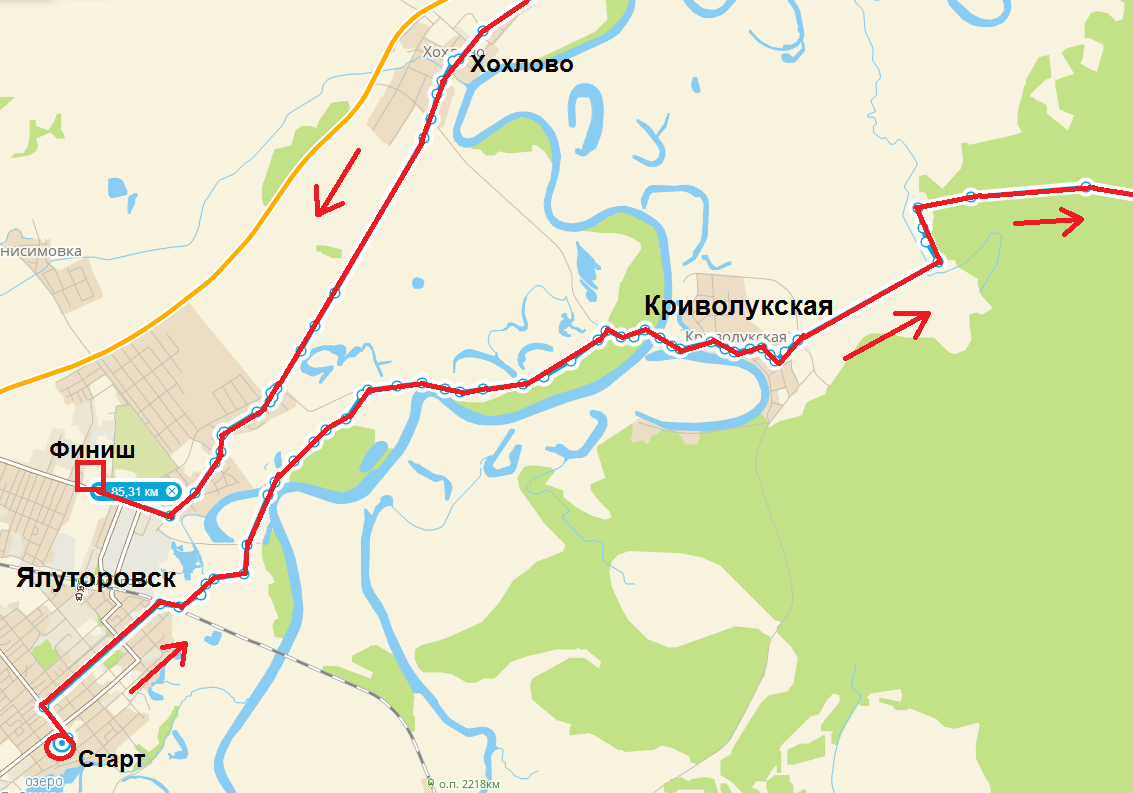 Хохлово
Хохлово
нисимовка
Криволукская
Криволукская
Финиш
85,31 км
Ялуторовск
Старт
озеро
о.п. 2218км